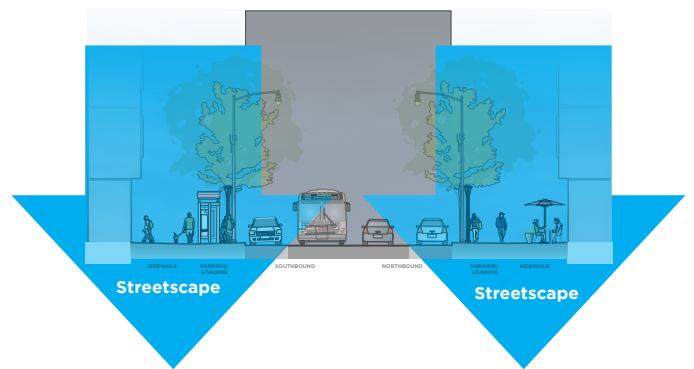 SIDEWALK
PARKING/
LOADING
SOUTHBOUND
NORTHBOUND
PARKING/
LOADING
SIDEWALK
Streetscape
Streetscape